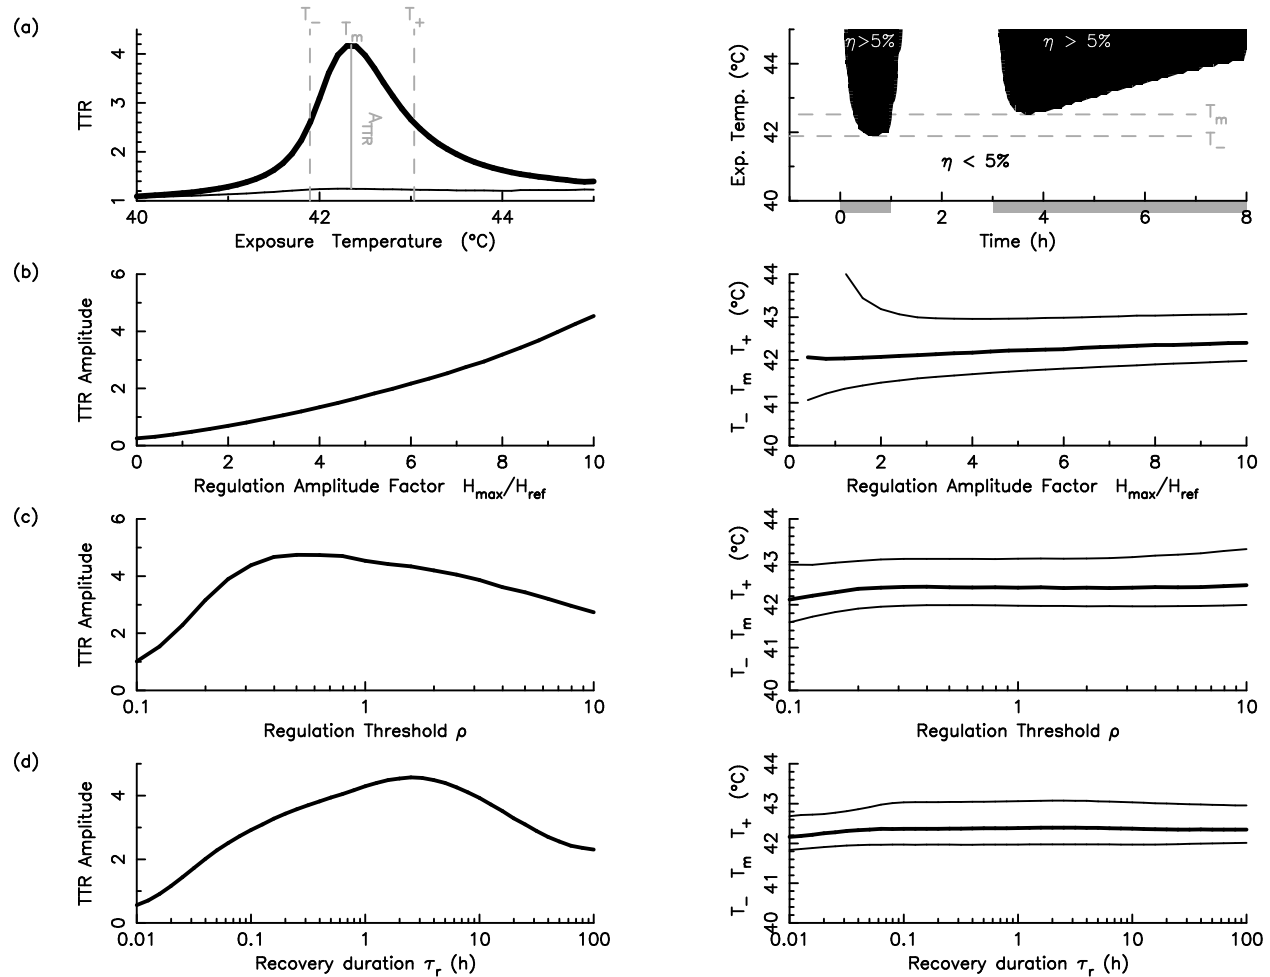 (a)
T_- T_m T_+
TTR
4
3
2
1
A_TTR
40 42 44
Exposure Temperature (°C)
Exp. Temp. (°C)
44
42
40
η>5%
η > 5%
T_m
T_-
η < 5%
0 2 4 6 8
Time (h)
(b)
TTR Amplitude
6
4
2
0
0 2 4 6 8 10
Regulation Amplitude Factor H_max/H_ref
T_- T_m T_+ (°C)
44
43
42
41
40
0 2 4 6 8 10
Regulation Amplitude Factor H_max/H_ref
(c)
TTR Amplitude
6
4
2
0
0.1 1 10
Regulation Threshold ρ
T_- T_m T_+ (°C)
44
43
42
41
40
0.1 1 10
Regulation Threshold ρ
(d)
TTR Amplitude
4
2
0
0.01 0.1 1 10 100
Recovery duration τ_r (h)
T_- T_m T_+ (°C)
44
43
42
41
40
0.01 0.1 1 10 100
Recovery duration τ_r (h)